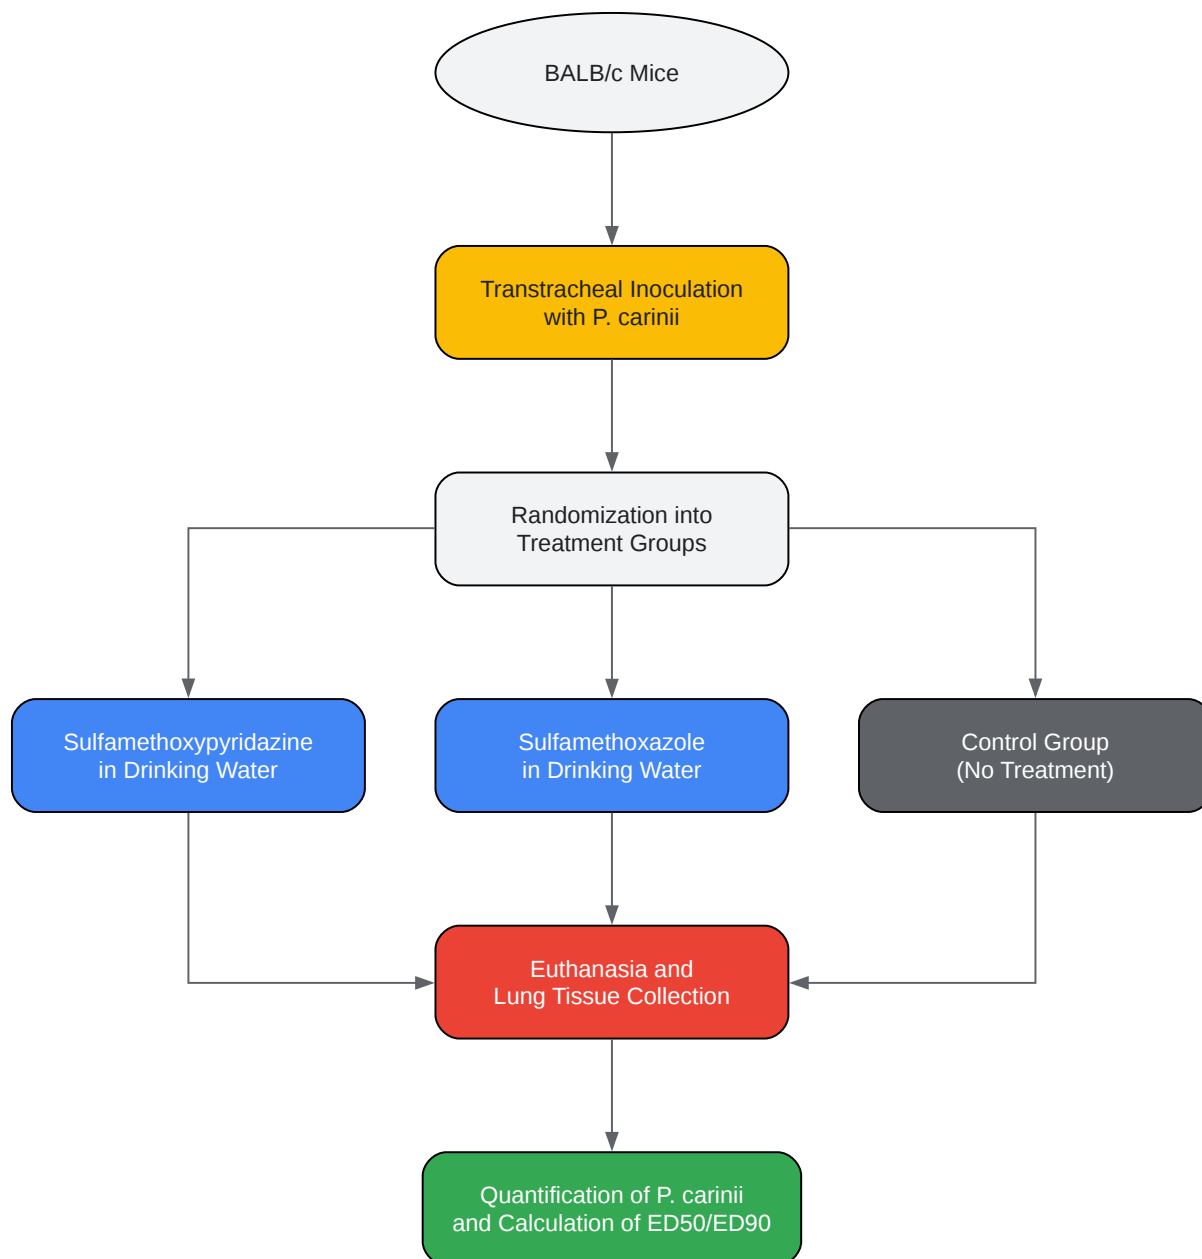 BALB/c Mice
Transtracheal Inoculation
with P. carinii
Randomization into
Treatment Groups
Sulfamethoxypyridazine
in Drinking Water
Sulfamethoxazole
in Drinking Water
Control Group
(No Treatment)
Euthanasia and
Lung Tissue Collection
Quantification of P. carinii
and Calculation of ED50/ED90